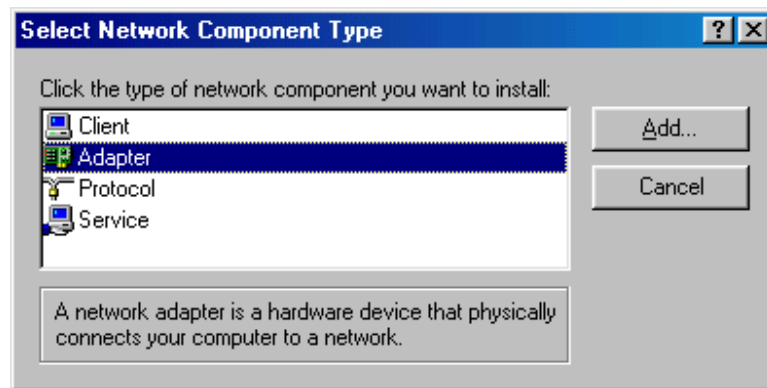 Select Network Component Type
? X
Click the type of network component you want to install:
Client
Adapter
Protocol
Service
Add...
Cancel
A network adapter is a hardware device that physically
connects your computer to a network.